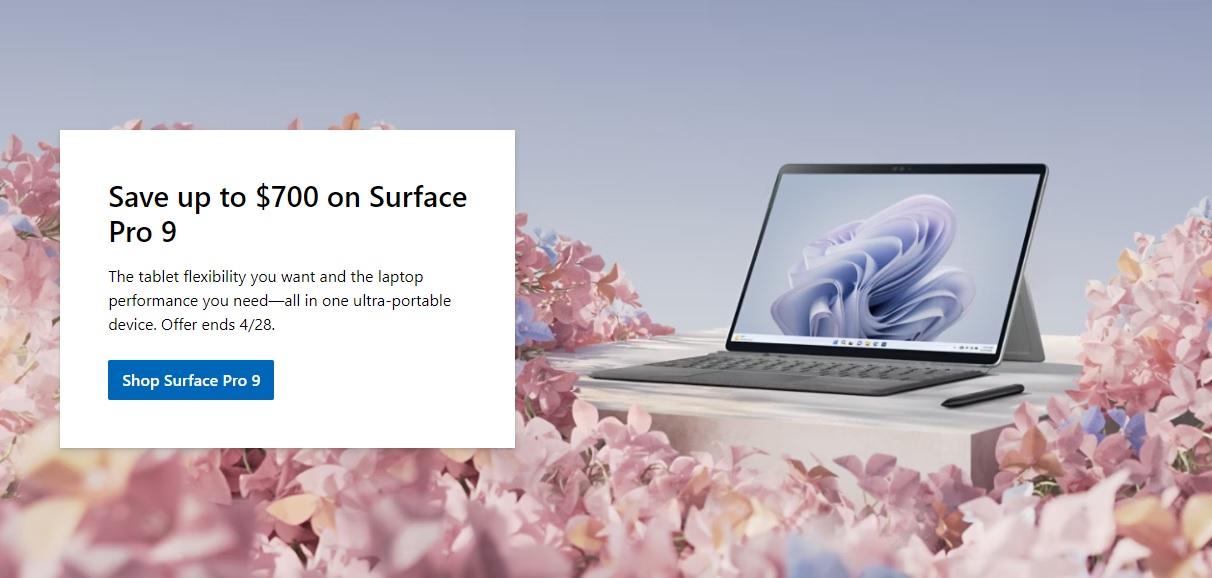 Save up to $700 on Surface
Pro 9
The tablet flexibility you want and the laptop
performance you need—all in one ultra-portable
device. Offer ends 4/28.
Shop Surface Pro 9